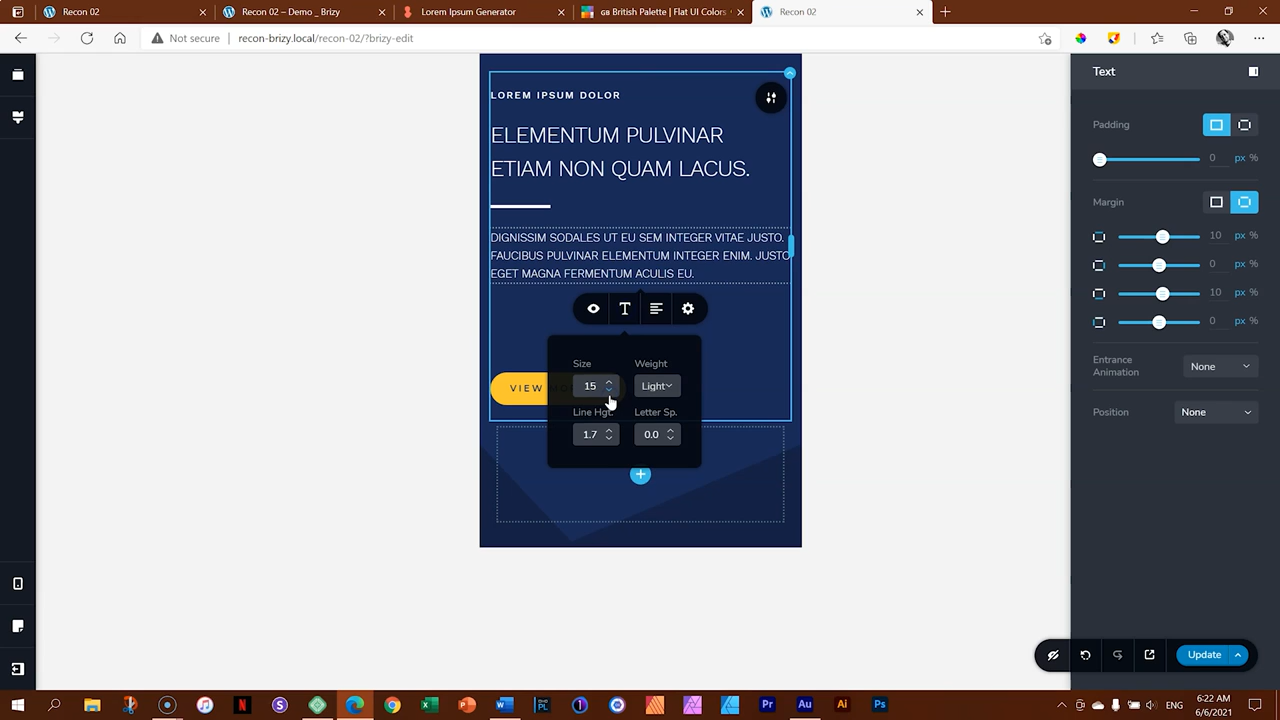 Recon 02
Recon 02 – Demo _ Brizy
Lorem Ipsum Generator
GB British Palette | Flat UI Colors
Recon 02
Not secure
recon-brizy.local/recon-02/?brizy-edit
LOREM IPSUM DOLOR
ELEMENTUM PULVINAR
ETIAM NON QUAM LACUS.
DIGNISSIM SODALES UT EU SEM INTEGER VITAE JUSTO.
FAUCIBUS PULVINAR ELEMENTUM INTEGER ENIM. JUSTO
EGET MAGNA FERMENTUM ACULIS EU.
VIEW
Size
Weight
15
Light
Line Hgt.
Letter Sp.
1.7
0.0
Text
Padding
0 px %
Margin
10 px %
0 px %
10 px %
0 px %
Entrance
Animation
None
Position
None
Update
6:22 AM
6/6/2021